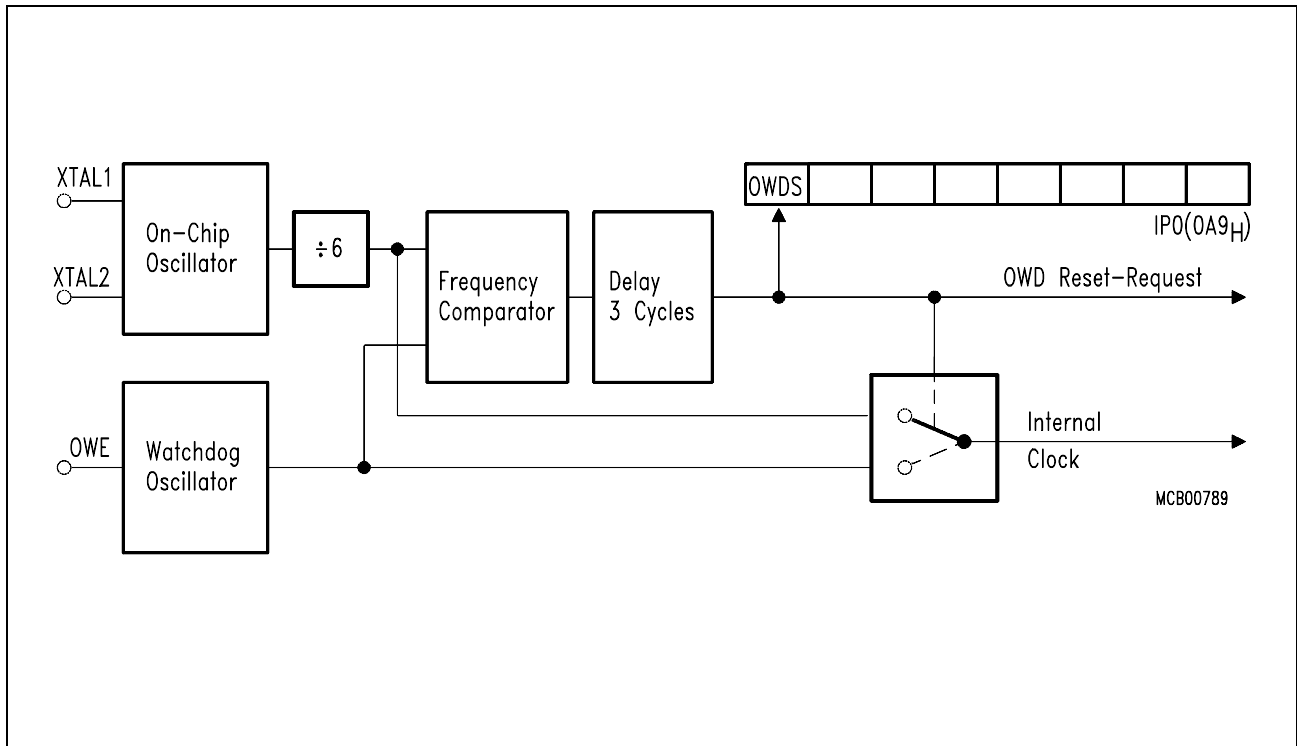 XTAL1
On-Chip
Oscillator
XTAL2
÷6
Frequency
Comparator
Delay
3 Cycles
OWDS
IP0(0A9H)
OWD Reset-Request
OWE
Watchdog
Oscillator
Internal
Clock
MCB00789